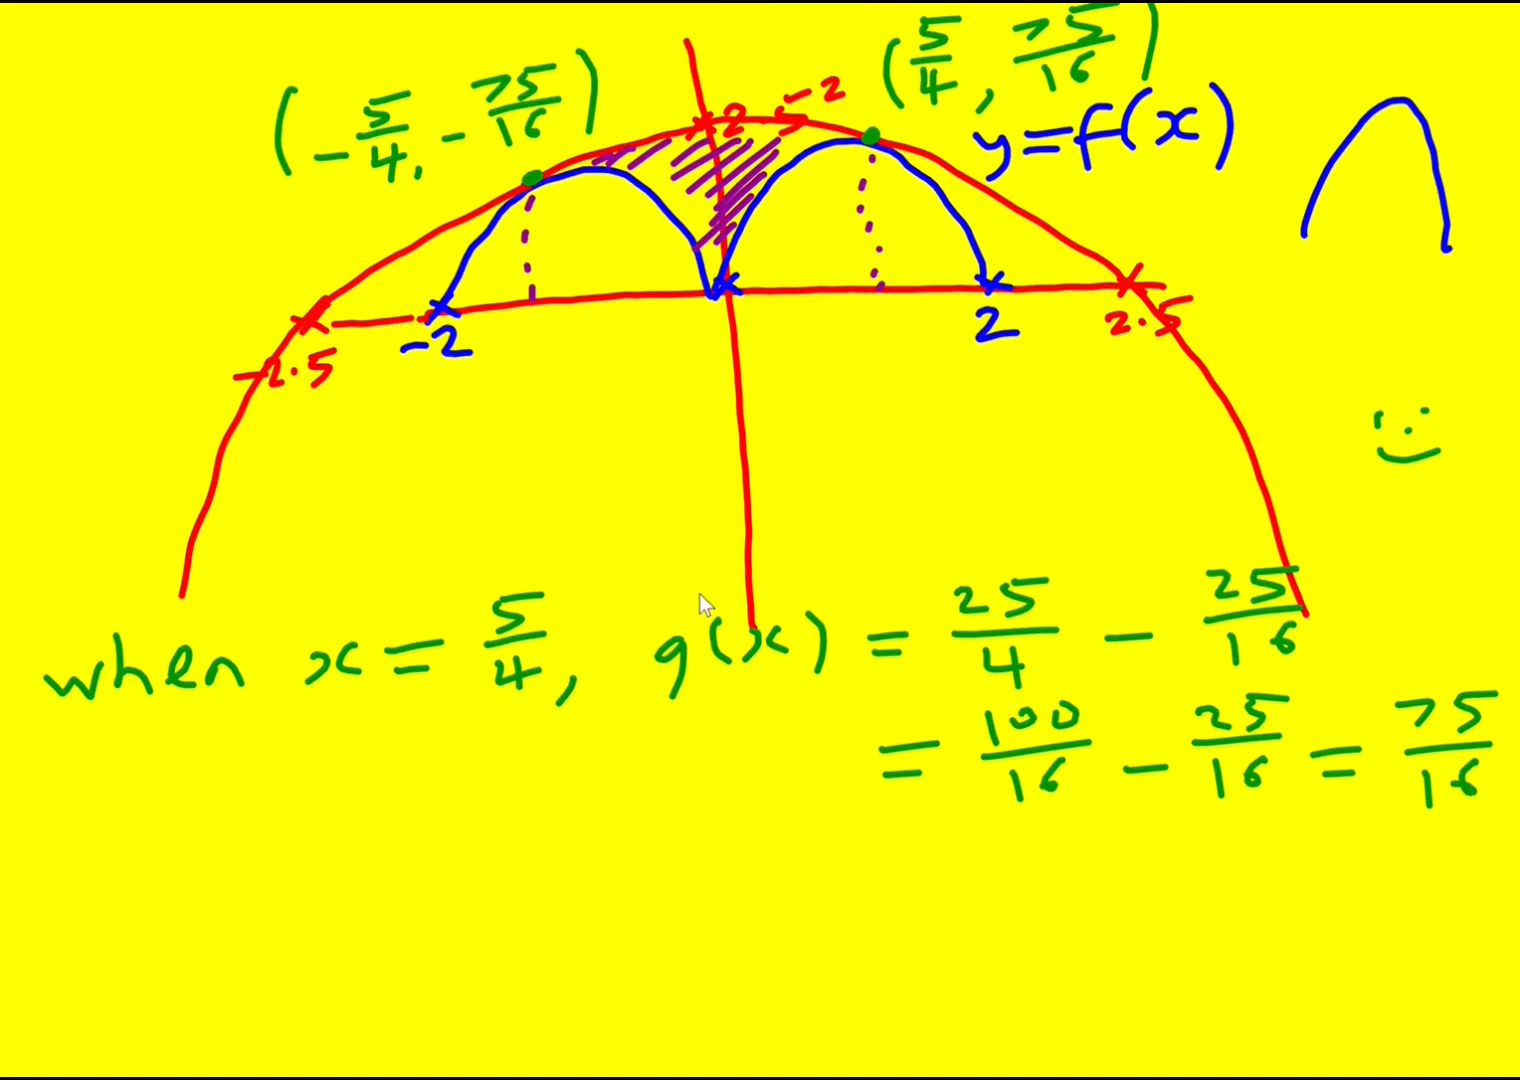 (-5/4, -75/16)
2.5^2
(5/4, 75/16)
y=f(x)
-2.5
-2
2
2.5
when x = 5/4, g(x) = 25/4 - 25/16
= 100/16 - 25/16 = 75/16